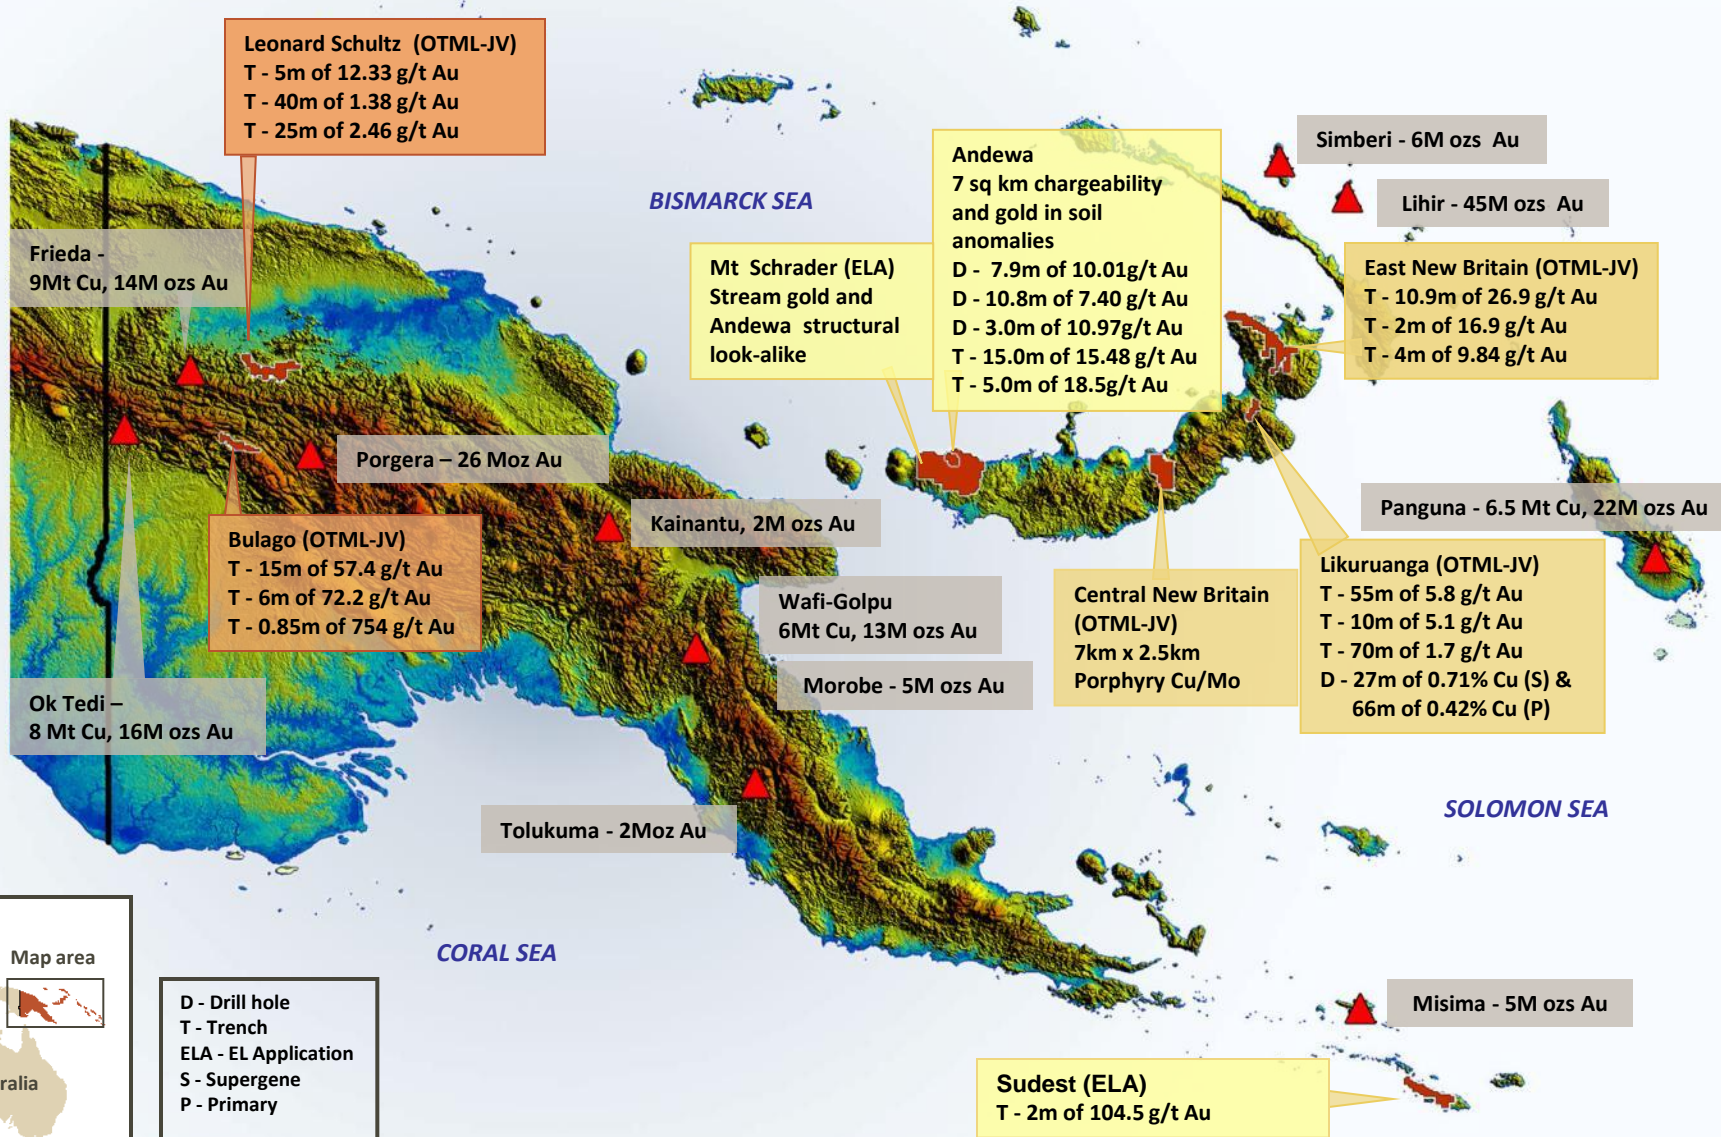 Leonard Schultz (OTML-JV)
T - 5m of 12.33 g/t Au
T - 40m of 1.38 g/t Au
T - 25m of 2.46 g/t Au
BISMARCK SEA
Andewa
7 sq km chargeability
and gold in soil
anomalies
D - 7.9m of 10.01g/t Au
D - 10.8m of 7.40 g/t Au
D - 3.0m of 10.97g/t Au
T - 15.0m of 15.48 g/t Au
T - 5.0m of 18.5g/t Au
Simberi - 6M ozs Au
Lihir - 45M ozs Au
Frieda -
9Mt Cu, 14M ozs Au
Mt Schrader (ELA)
Stream gold and
Andewa structural
look-alike
East New Britain (OTML-JV)
T - 10.9m of 26.9 g/t Au
T - 2m of 16.9 g/t Au
T - 4m of 9.84 g/t Au
Porgera – 26 Moz Au
Kainantu, 2M ozs Au
Panguna - 6.5 Mt Cu, 22M ozs Au
Bulago (OTML-JV)
T - 15m of 57.4 g/t Au
T - 6m of 72.2 g/t Au
T - 0.85m of 754 g/t Au
Wafi-Golpu
6Mt Cu, 13M ozs Au
Central New Britain
(OTML-JV)
7km x 2.5km
Porphyry Cu/Mo
Likuruanga (OTML-JV)
T - 55m of 5.8 g/t Au
T - 10m of 5.1 g/t Au
T - 70m of 1.7 g/t Au
D - 27m of 0.71% Cu (S) &
66m of 0.42% Cu (P)
Morobe - 5M ozs Au
Ok Tedi –
8 Mt Cu, 16M ozs Au
Tolukuma - 2Moz Au
SOLOMON SEA
CORAL SEA
Map area
ralia
D - Drill hole
T - Trench
ELA - EL Application
S - Supergene
P - Primary
Misima - 5M ozs Au
Sudest (ELA)
T - 2m of 104.5 g/t Au